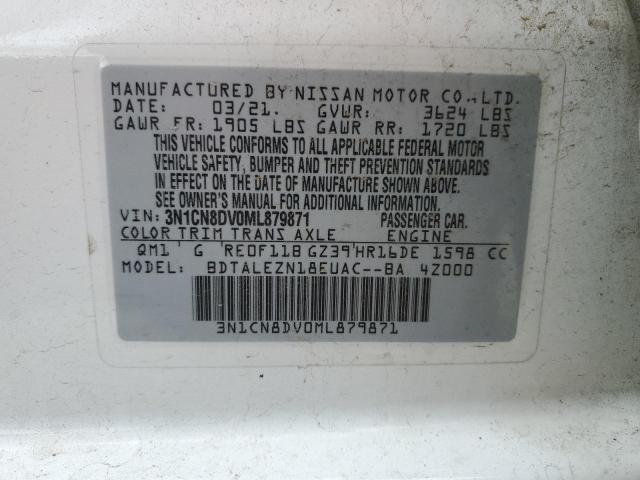 MANUFACTURED BY NISSAN MOTOR CO.,LTD.
DATE: 03/21. GVWR: 3624 LBS
GAWR FR: 1905 LBS GAWR RR: 1720 LBS
THIS VEHICLE CONFORMS TO ALL APPLICABLE FEDERAL MOTOR
VEHICLE SAFETY, BUMPER AND THEFT PREVENTION STANDARDS
IN EFFECT ON THE DATE OF MANUFACTURE SHOWN ABOVE.
SEE OWNER'S MANUAL FOR ADDITIONAL INFORMATION.
VIN: 3N1CN8DV0ML879871 PASSENGER CAR.
COLOR TRIM TRANS AXLE ENGINE
QM1 G RE0F11B GZ39 HR16DE 1598 CC
MODEL: BDTALEZN18EUAC--BA 4Z000
3N1CN8DV0ML879871